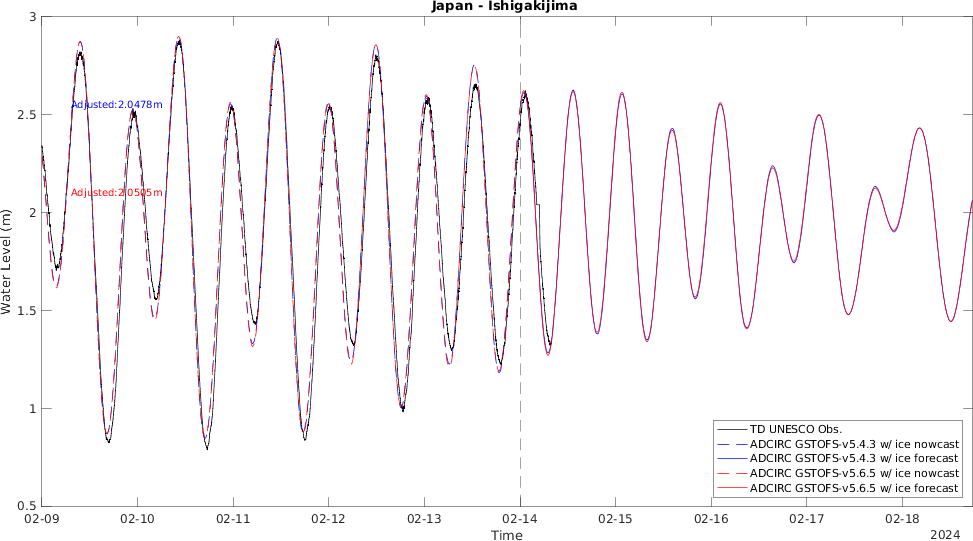 Japan - Ishigakijima
3
2.5
2
1.5
1
0.5
Water Level (m)
Adjusted:2.0478m
Adjusted:2.0505m
TD UNESCO Obs.
ADCIRC GSTOFS-v5.4.3 w/ ice nowcast
ADCIRC GSTOFS-v5.4.3 w/ ice forecast
ADCIRC GSTOFS-v5.6.5 w/ ice nowcast
ADCIRC GSTOFS-v5.6.5 w/ ice forecast
02-09 02-10 02-11 02-12 02-13 02-14 02-15 02-16 02-17 02-18
Time
2024